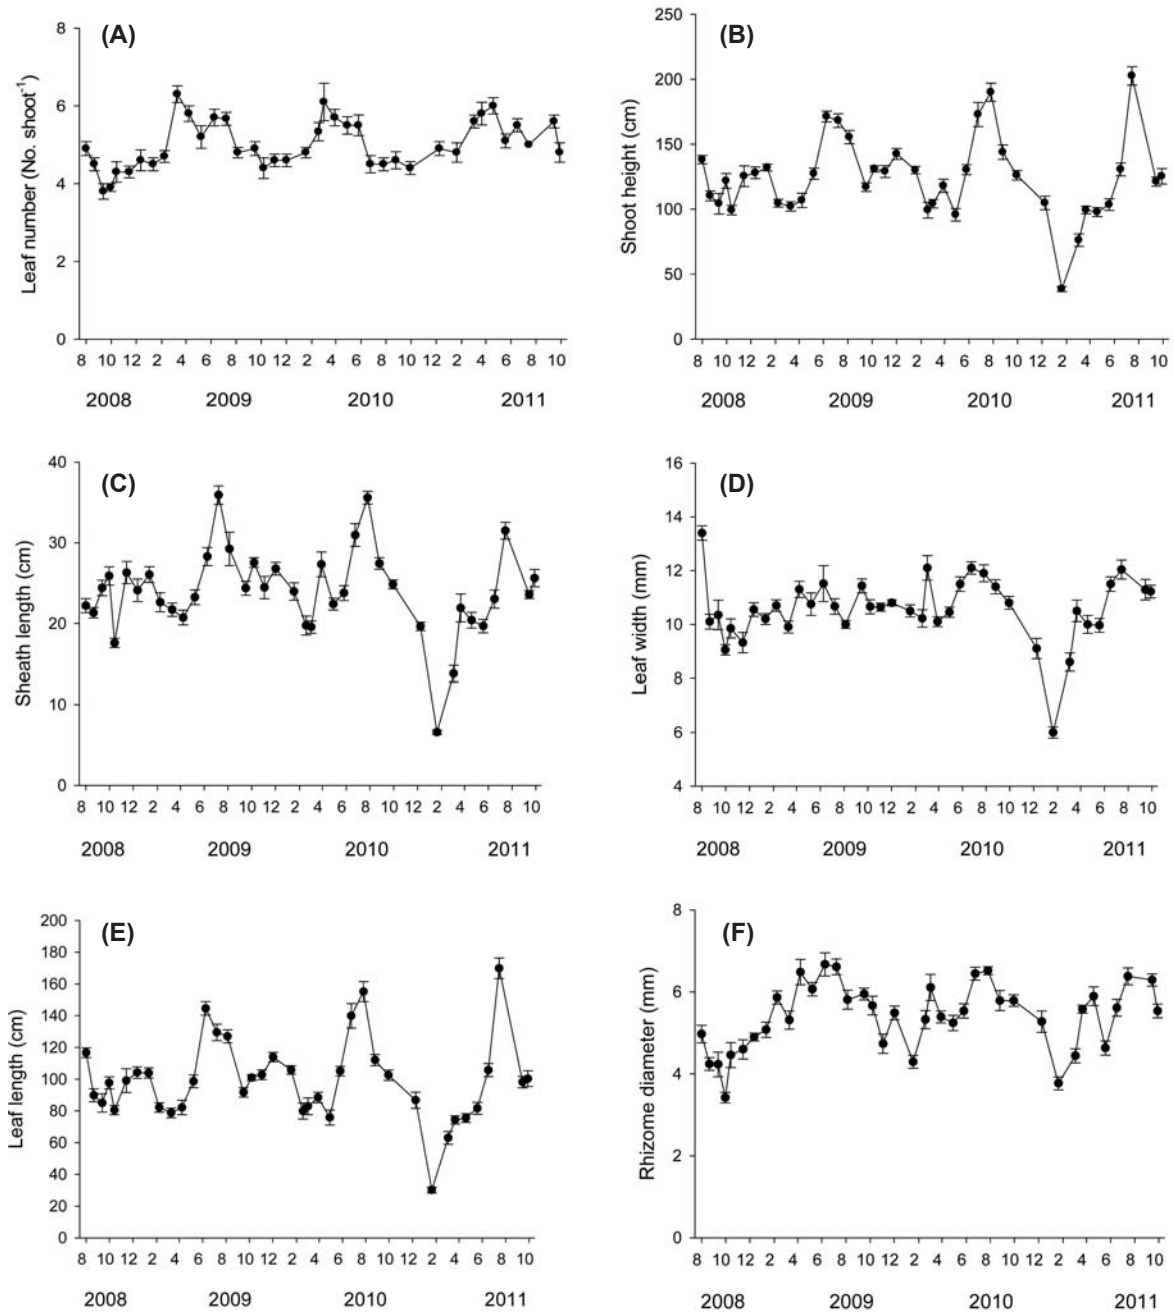 (A)
Leaf number (No. shoot⁻¹)
8
6
4
2
0
8 10 12 2 4 6 8 10 12 2 4 6 8 10 12 2 4 6 8 10
2008 2009 2010 2011
(B)
Shoot height (cm)
250
200
150
100
50
0
8 10 12 2 4 6 8 10 12 2 4 6 8 10 12 2 4 6 8 10
2008 2009 2010 2011
(C)
Sheath length (cm)
40
30
20
10
0
8 10 12 2 4 6 8 10 12 2 4 6 8 10 12 2 4 6 8 10
2008 2009 2010 2011
(D)
Leaf width (mm)
16
14
12
10
8
6
4
8 10 12 2 4 6 8 10 12 2 4 6 8 10 12 2 4 6 8 10
2008 2009 2010 2011
(E)
Leaf length (cm)
200
180
160
140
120
100
80
60
40
20
0
8 10 12 2 4 6 8 10 12 2 4 6 8 10 12 2 4 6 8 10
2008 2009 2010 2011
(F)
Rhizome diameter (mm)
8
6
4
2
0
8 10 12 2 4 6 8 10 12 2 4 6 8 10 12 2 4 6 8 10
2008 2009 2010 2011